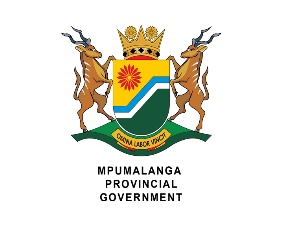 OMNIA LABOR VINCIT
MPUMALANGA
PROVINCIAL
GOVERNMENT